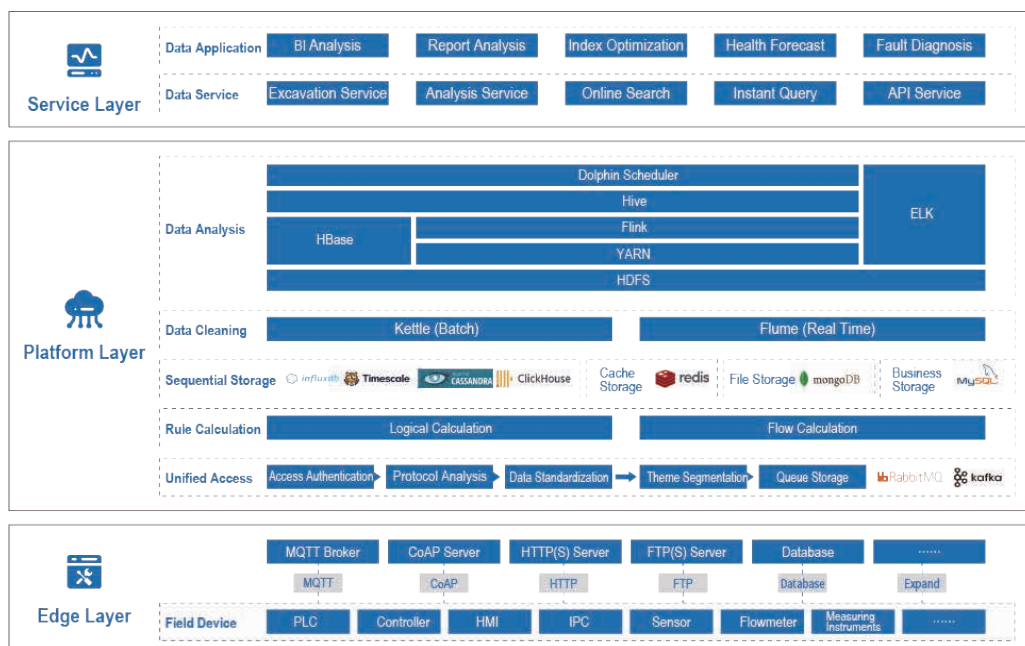 Service Layer
Data Application
BI Analysis
Report Analysis
Index Optimization
Health Forecast
Fault Diagnosis
Data Service
Excavation Service
Analysis Service
Online Search
Instant Query
API Service
Platform Layer
Data Analysis
Dolphin Scheduler
Hive
HBase
Flink
YARN
ELK
HDFS
Data Cleaning
Kettle (Batch)
Flume (Real Time)
Sequential Storage
influxdb
Timescale
CASSANDRA
ClickHouse
Cache
Storage
redis
File Storage
mongoDB
Business
Storage
MySQL
Rule Calculation
Logical Calculation
Flow Calculation
Unified Access
Access Authentication
Protocol Analysis
Data Standardization
Theme Segmentation
Queue Storage
RabbitMQ
kafka
Edge Layer
MQTT Broker
CoAP Server
HTTP(S) Server
FTP(S) Server
Database
......
MQTT
CoAP
HTTP
FTP
Database
Expand
Field Device
PLC
Controller
HMI
IPC
Sensor
Flowmeter
Measuring
Instruments
......